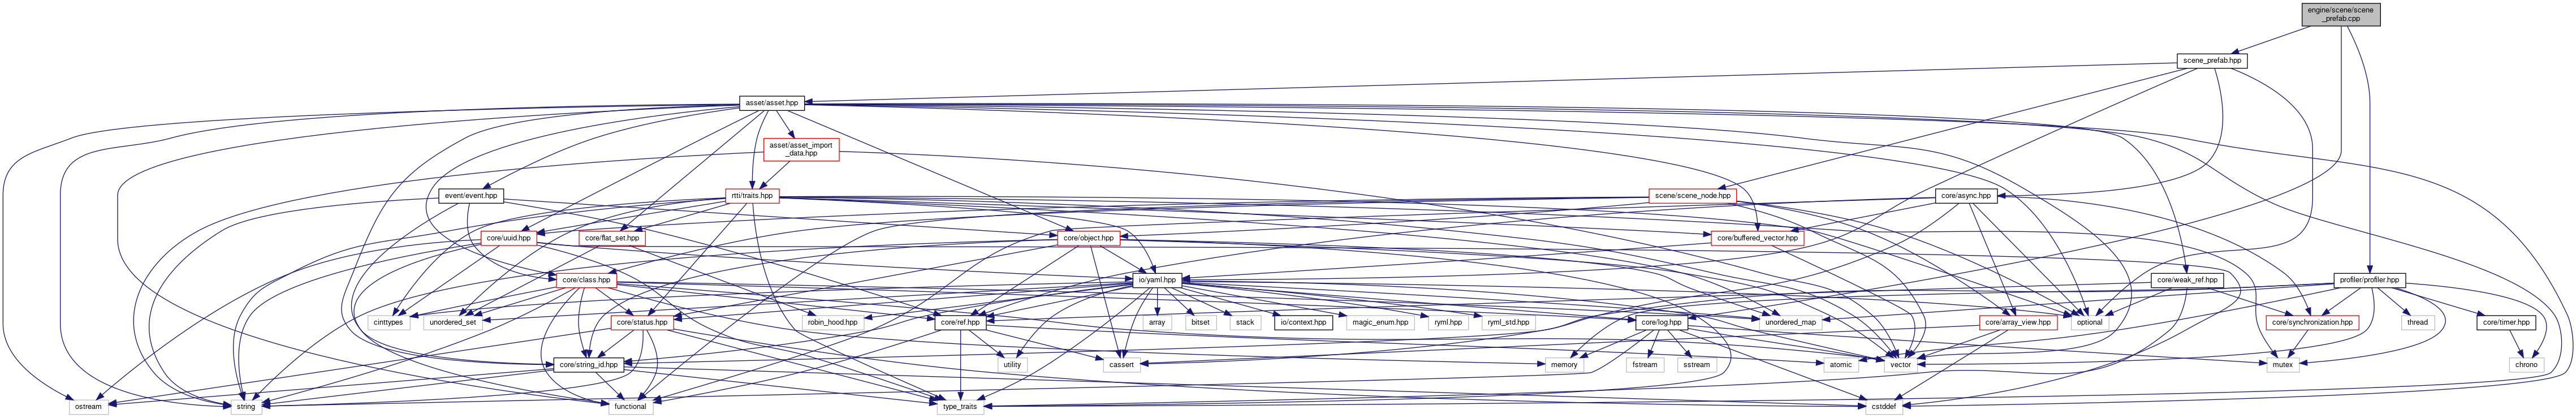 engine/scene/scene
_prefab.cpp
scene_prefab.hpp
asset/asset.hpp
asset/asset_import
_data.hpp
event/event.hpp
rtti/traits.hpp
scene/scene_node.hpp
core/async.hpp
core/uuid.hpp
core/flat_set.hpp
core/object.hpp
core/buffered_vector.hpp
core/class.hpp
io/yaml.hpp
core/weak_ref.hpp
profiler/profiler.hpp
cinttypes
unordered_set
core/status.hpp
robin_hood.hpp
core/ref.hpp
array
bitset
stack
io/context.hpp
magic_enum.hpp
ryml.hpp
ryml_std.hpp
core/log.hpp
unordered_map
core/array_view.hpp
optional
core/synchronization.hpp
thread
core/timer.hpp
core/string_id.hpp
memory
utility
cassert
fstream
sstream
atomic
vector
mutex
chrono
ostream
string
functional
type_traits
cstddef